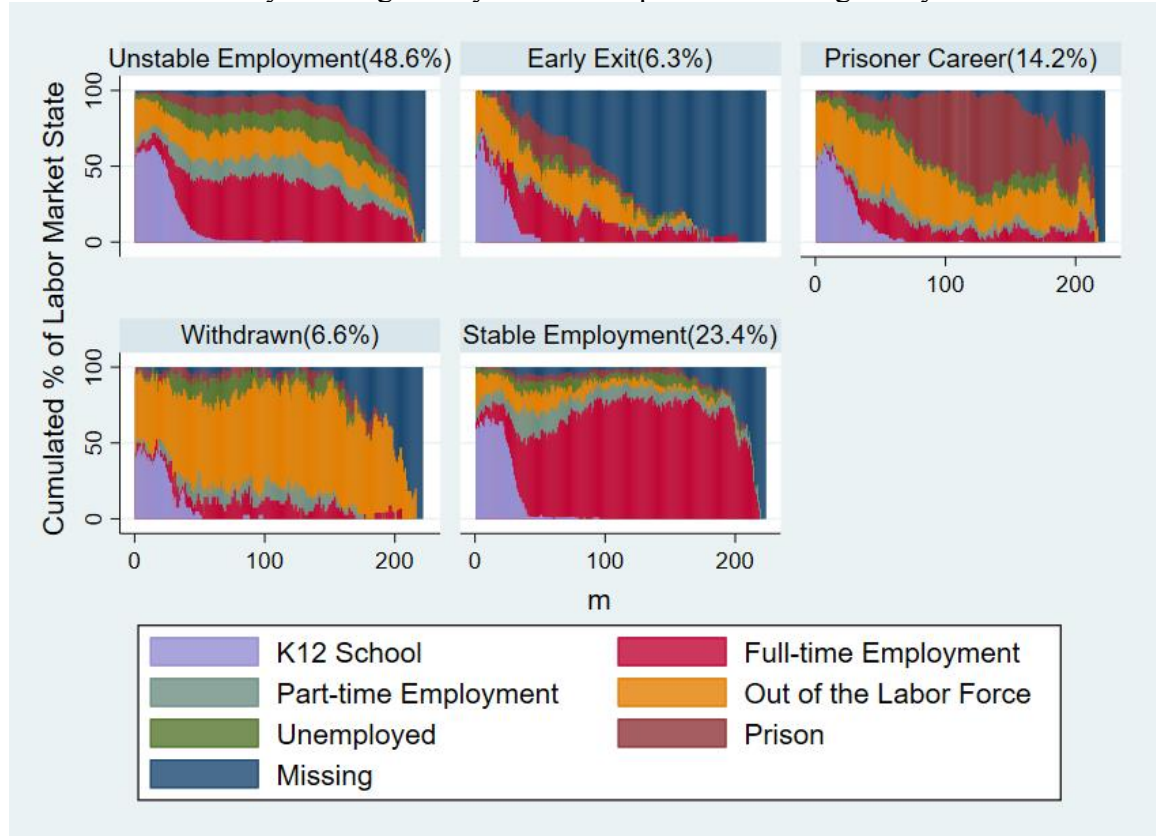 Unstable Employment(48.6%)
Early Exit(6.3%)
Prisoner Career(14.2%)
Cumulated % of Labor Market State
100
50
0
0
100
200
Withdrawn(6.6%)
Stable Employment(23.4%)
100
50
0
0
100
200
0
100
200
m
K12 School
Full-time Employment
Part-time Employment
Out of the Labor Force
Unemployed
Prison
Missing